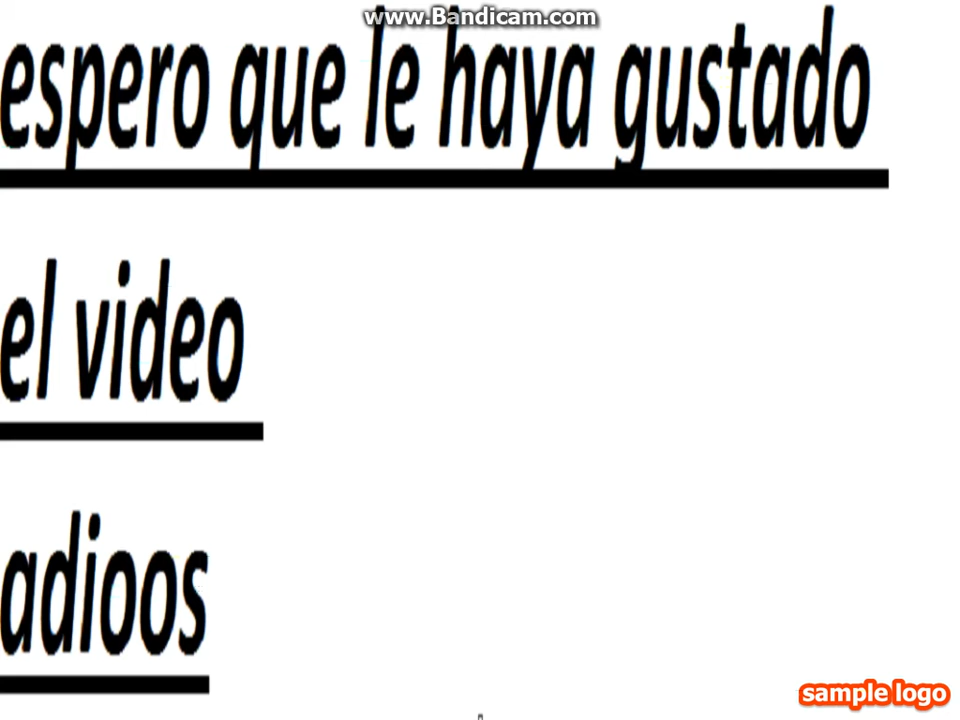 www.Bandicam.com
espero que le haya gustado
el video
adioos
sample logo